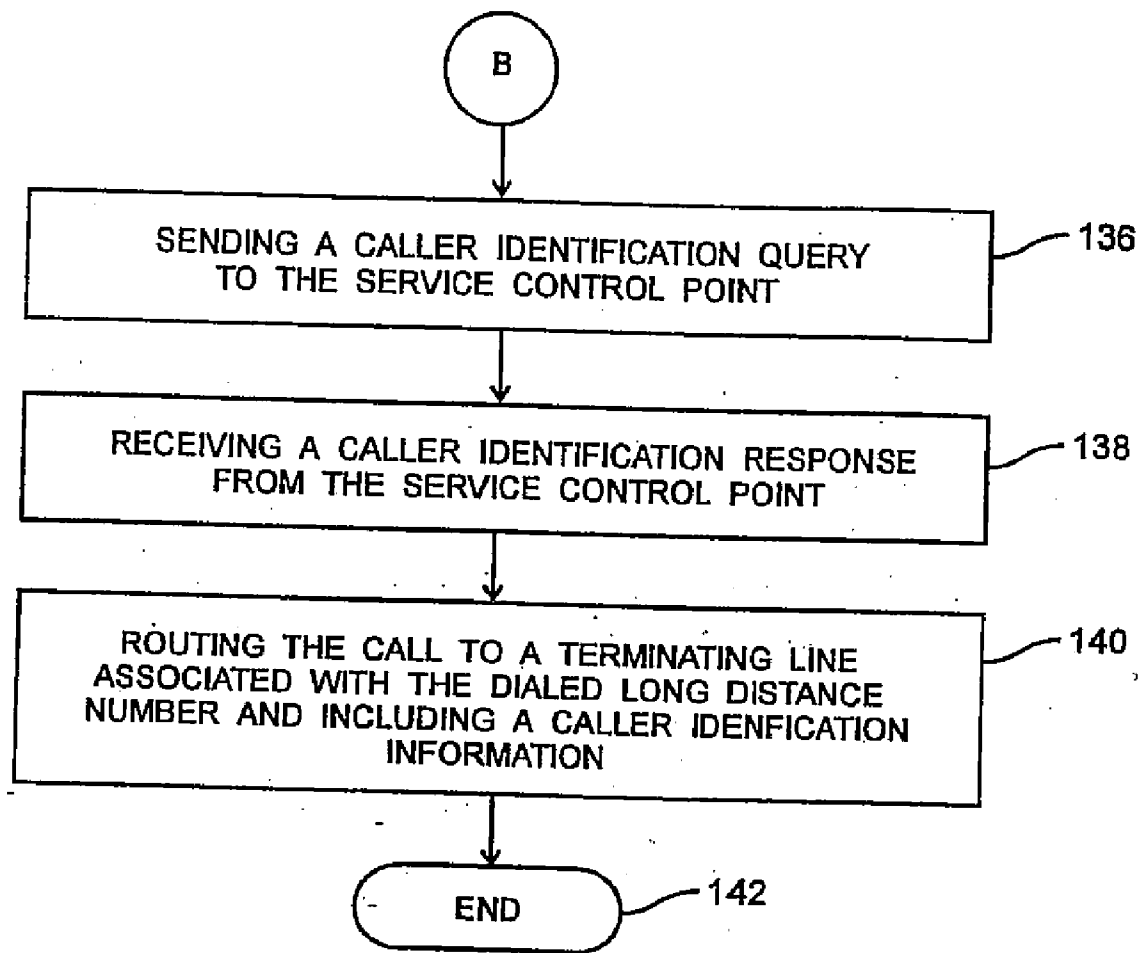 B
SENDING A CALLER IDENTIFICATION QUERY
TO THE SERVICE CONTROL POINT
136
RECEIVING A CALLER IDENTIFICATION RESPONSE
FROM THE SERVICE CONTROL POINT
138
ROUTING THE CALL TO A TERMINATING LINE
ASSOCIATED WITH THE DIALED LONG DISTANCE
NUMBER AND INCLUDING A CALLER IDENFICATION
INFORMATION
140
END
142